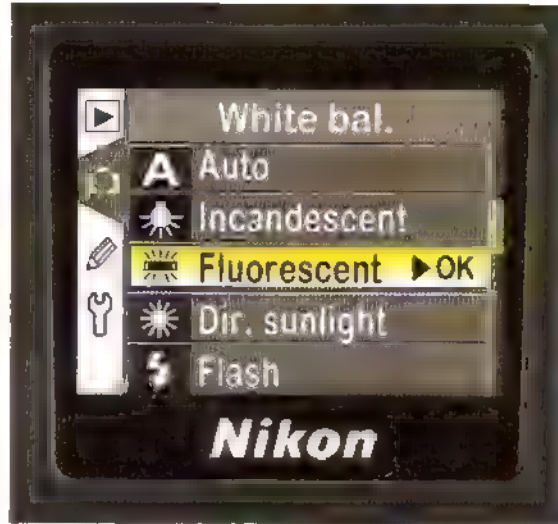 White bal.
A Auto
Incandescent
Fluorescent OK
Dir. sunlight
Flash
Nikon